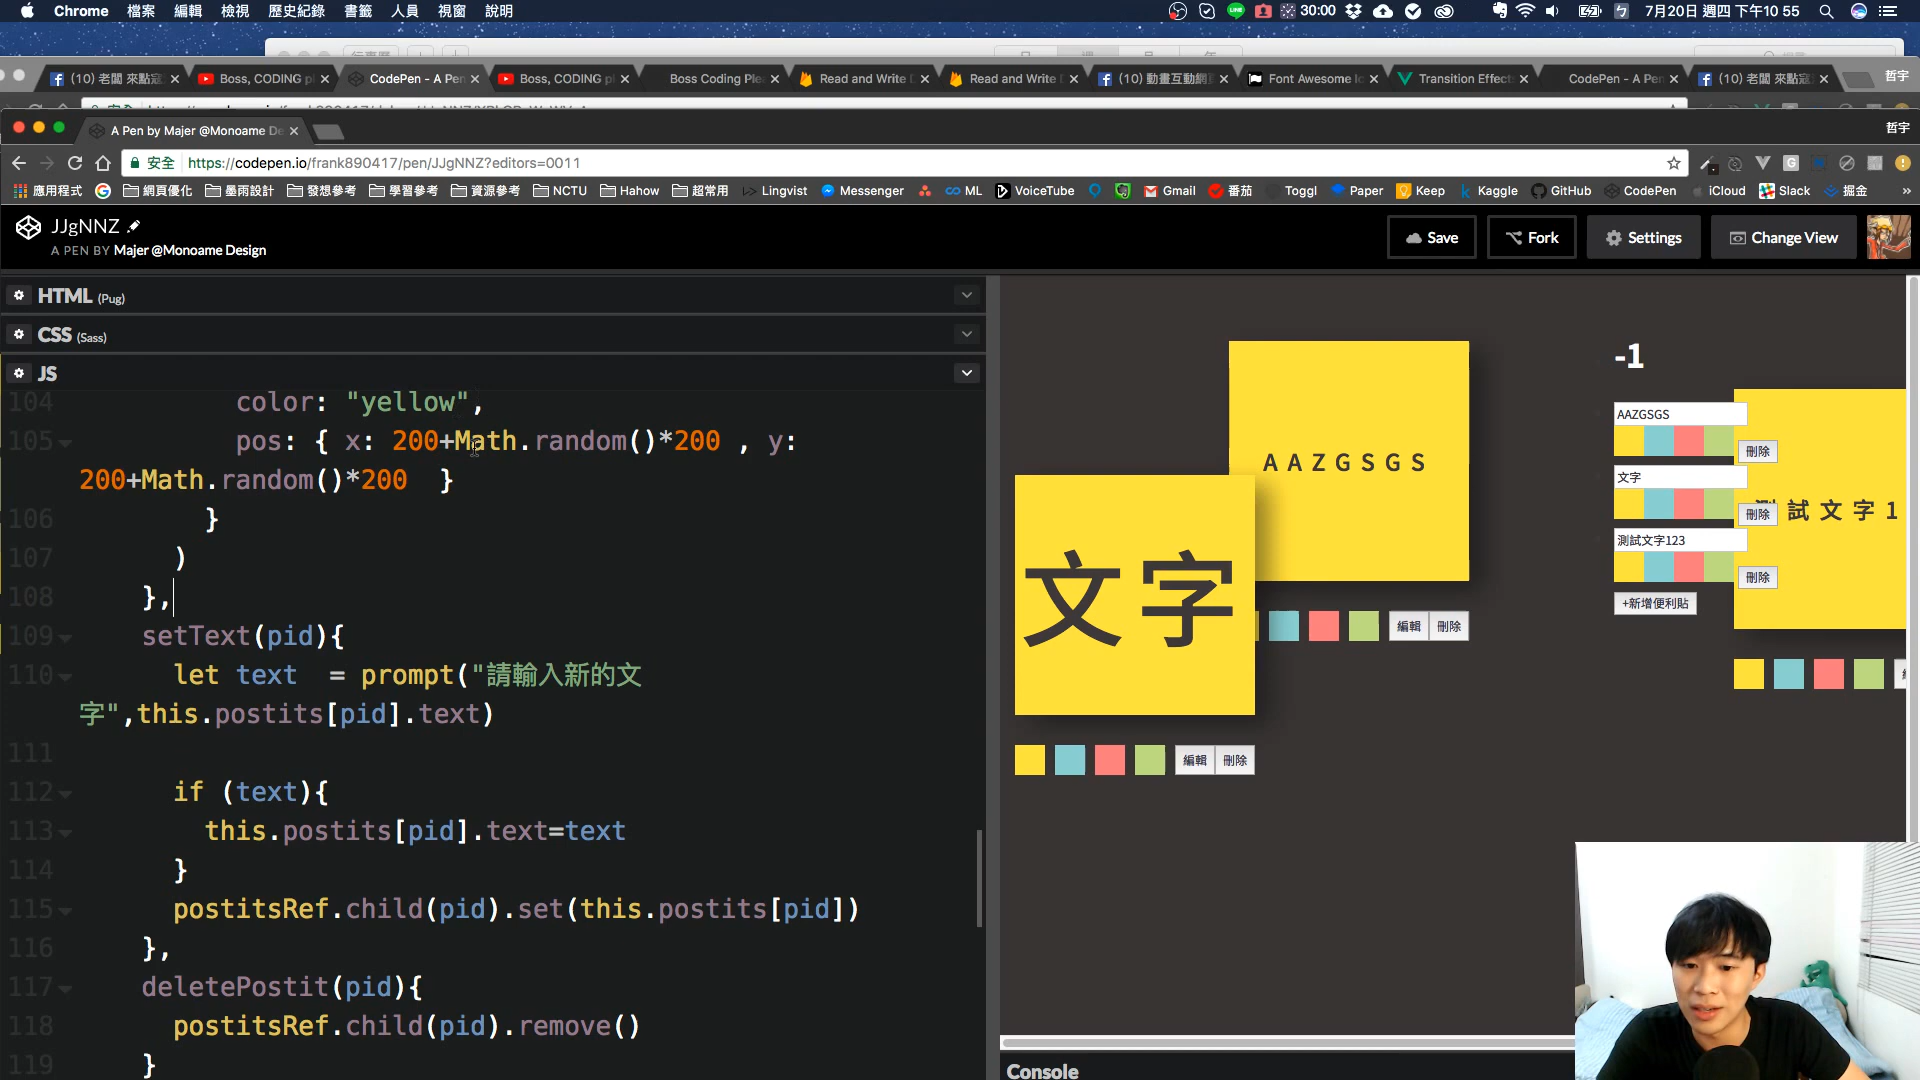 Chrome 檔案 編輯 檢視 歷史紀錄 書籤 人員 視窗 說明 30:00 7月20日 週四 下午10 55
(10) 老闆 來點寇 Boss, CODING pl CodePen - A Pen Boss, CODING pl Boss Coding Ple Read and Write D Read and Write (10) 動畫互動網 Font Awesome Ic Transition Effect CodePen - A Pen (10) 老闆 來點寇 哲宇
A Pen by Majer @Monoame De 哲宇
安全 https://codepen.io/frank890417/pen/JJgNNZ?editors=0011
應用程式 網頁優化 墨雨設計 發想參考 學習參考 資源參考 NCTU Hahow 超常用 Lingvist Messenger ML VoiceTube Gmail 番茄 Toggl Paper Keep Kaggle GitHub CodePen iCloud Slack 掘金 »
JJgNNZ
A PEN BY Majer @Monoame Design
Save Fork Settings Change View
HTML (Pug)
CSS (Sass)
JS
104 color: "yellow",
105 pos: { x: 200+Math.random()*200 , y:
200+Math.random()*200 }
106 }
107 )
108 },
109 setText(pid){
110 let text = prompt("請輸入新的文
字",this.postits[pid].text)
111
112 if (text){
113 this.postits[pid].text=text
114 }
115 postitsRef.child(pid).set(this.postits[pid])
116 },
117 deletePostit(pid){
118 postitsRef.child(pid).remove()
119 }
AAZGSGS
編輯 刪除
文字
編輯 刪除
-1
AAZGSGS
刪除
文字
刪除
測試文字123
刪除
+新增便利貼
試文字1
Console